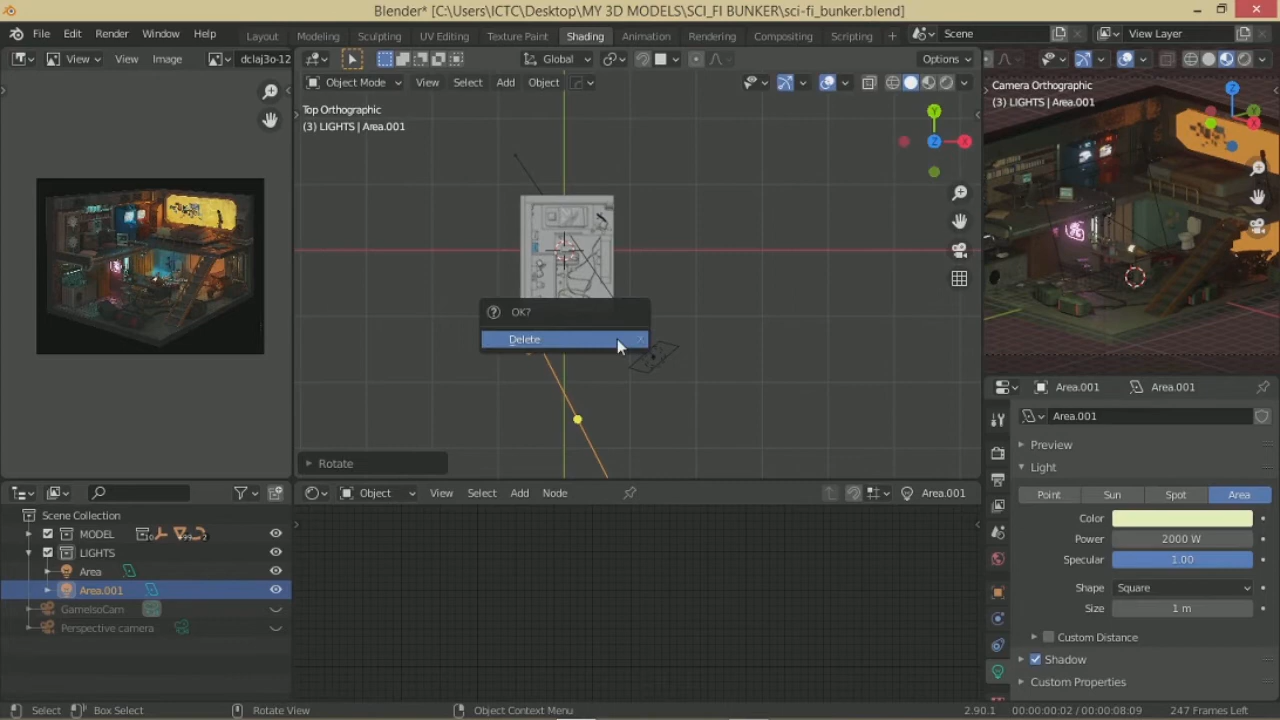 Blender* [C:\Users\ICTC\Desktop\MY 3D MODELS\SCI_FI BUNKER\sci-fi_bunker.blend]
File Edit Render Window Help
Layout Modeling Sculpting UV Editing Texture Paint Shading Animation Rendering Compositing Scripting
Scene
View Layer
View View Image
dclaj3o-12
Global
Options
Object Mode View Select Add Object
Top Orthographic
(3) LIGHTS | Area.001
Y
X
Z
Camera Orthographic
(3) LIGHTS | Area.001
Z
Y
X
OK?
Delete
X
Rotate
Area.001 Area.001
Area.001
Preview
Light
Point Sun Spot Area
Color
Power 2000 W
Specular 1.00
Shape Square
Size 1 m
Custom Distance
Shadow
Custom Properties
Object View Select Add Node
Area.001
Scene Collection
MODEL
LIGHTS
Area
Area.001
GameIsoCam
Perspective camera
Select Box Select Rotate View Object Context Menu
2.90.1 00:00:00:02 / 00:00:08:09 247 Frames Left